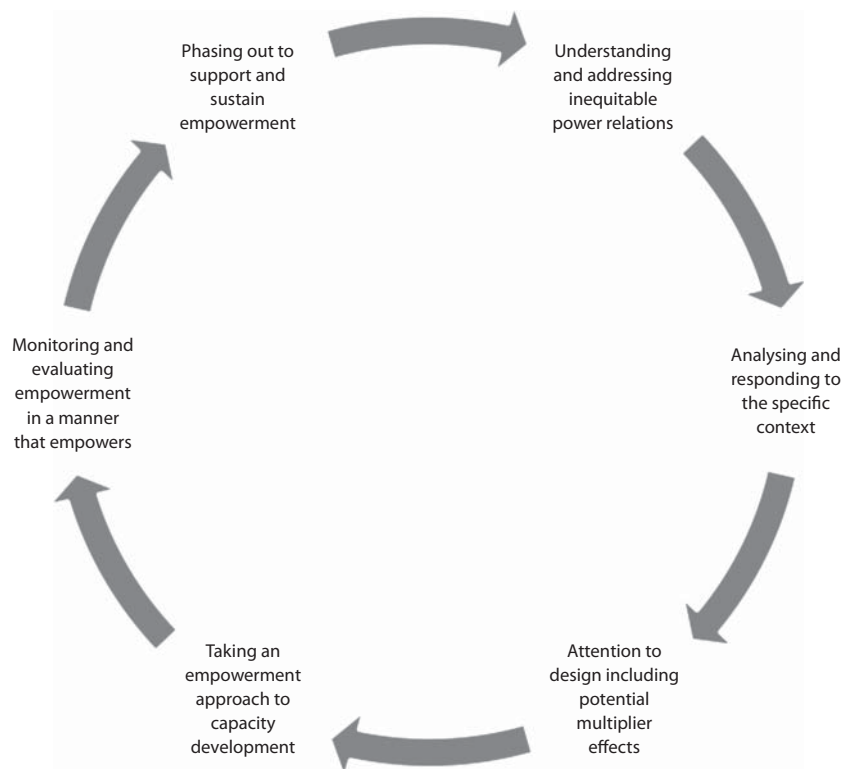 Phasing out to
support and
sustain
empowerment
Understanding
and addressing
inequitable
power relations
Analysing and
responding to
the specific
context
Attention to
design including
potential
multiplier
effects
Taking an
empowerment
approach to
capacity
development
Monitoring and
evaluating
empowerment
in a manner
that empowers